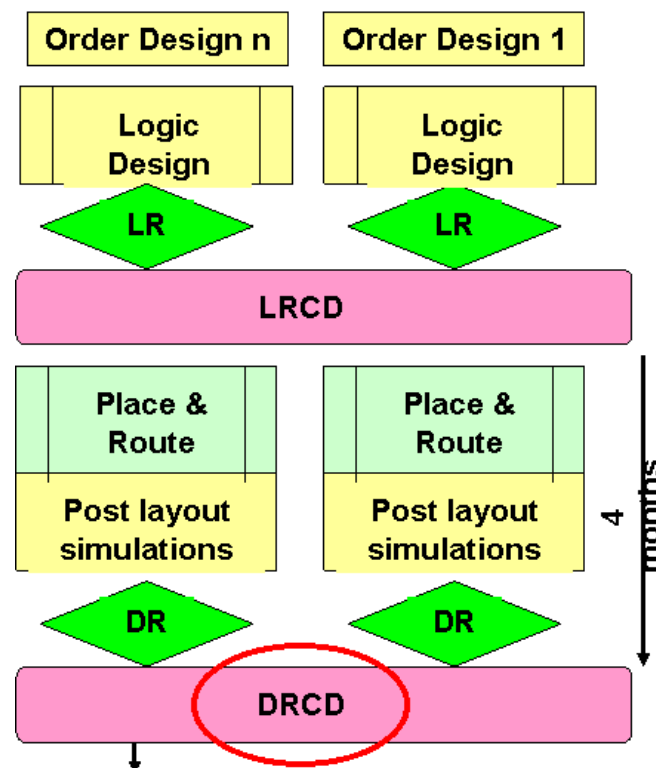 Order Design n
Order Design 1
Logic
Design
Logic
Design
LR
LR
LRCD
Place &
Route
Place &
Route
Post layout
simulations
Post layout
simulations
4
months
DR
DR
DRCD